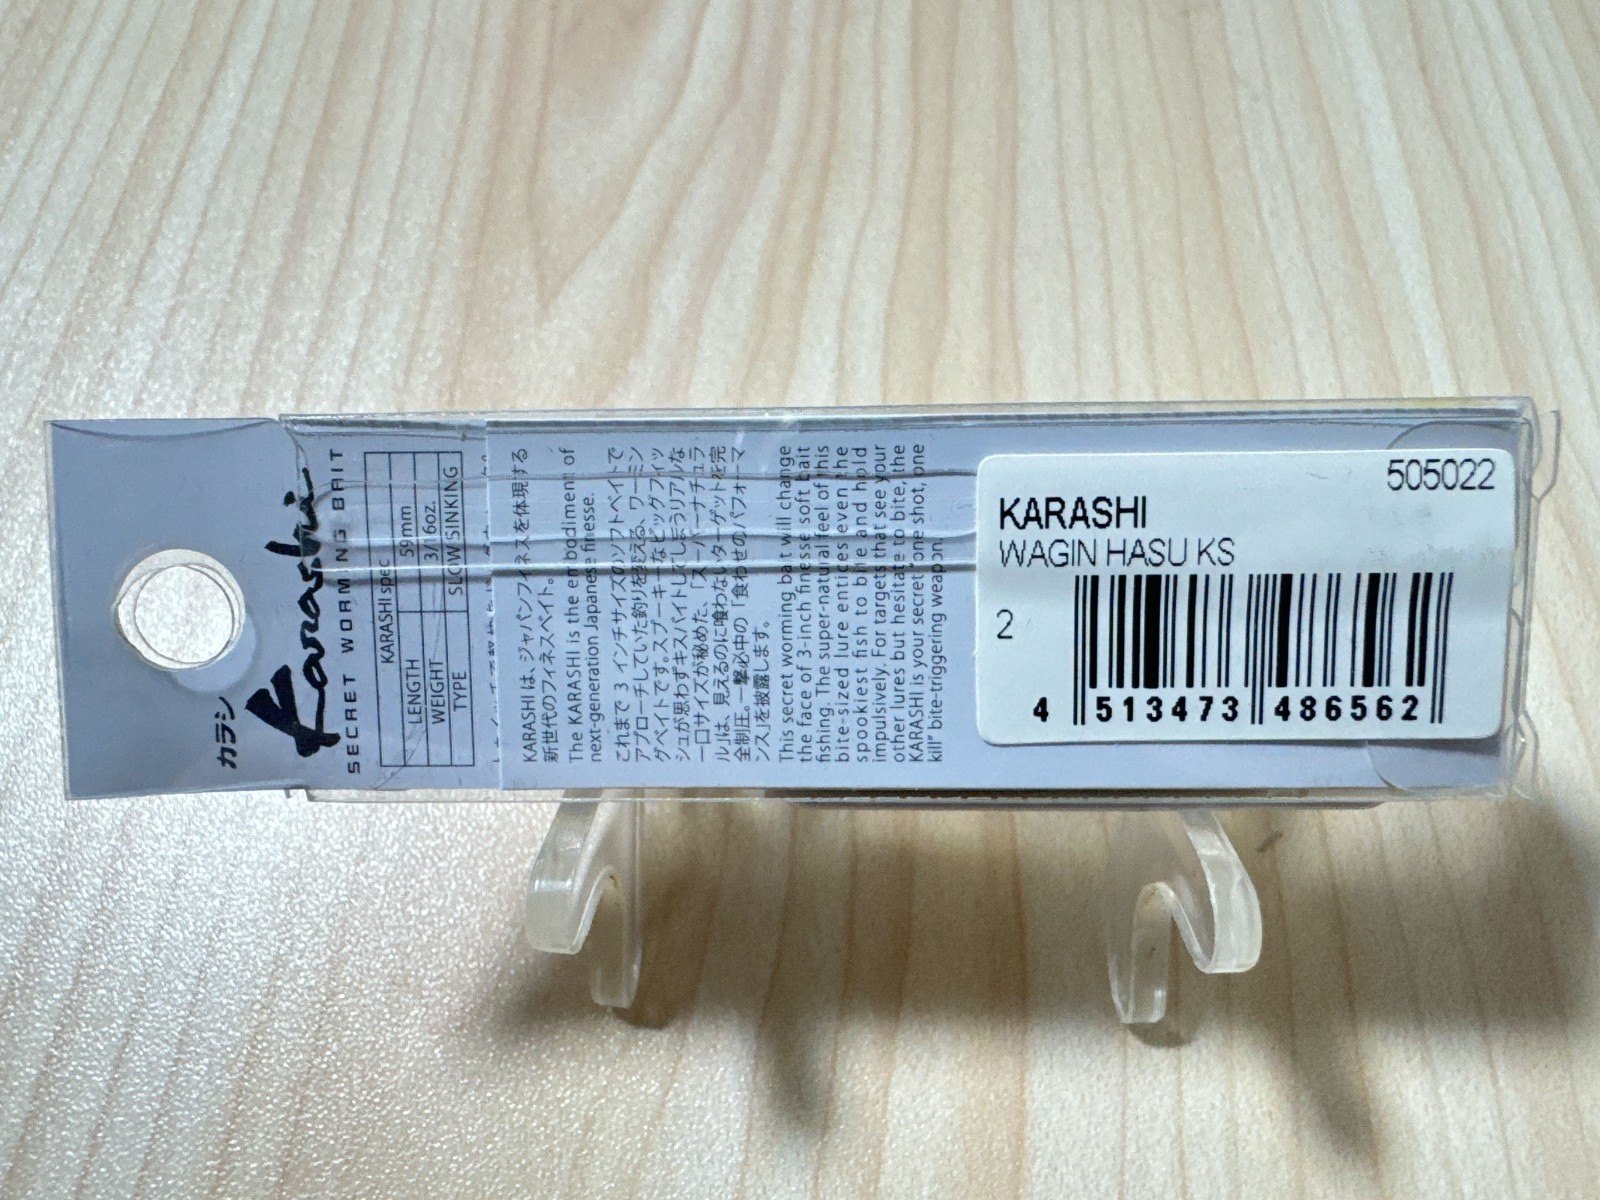 カラシ
Karashi
SECRET WORMING BAIT
KARASHI spec
LENGTH 59mm
WEIGHT 3/16oz.
TYPE SLOW SINKING
KARASHI は、ジャパンフィネスを体現する
新世代のフィネスベイト。
The KARASHI is the embodiment of
next-generation Japanese finesse.
これまで 3 インチサイズのソフトベイトで
アプローチしていた釣りを変える、ワーミン
グベイトです。スプーキーなビッグフィッ
シュが思わずキスバイトしてしまうリアルな
一口サイズが秘めた、「スーパーナチュラ
ル」は、見えるのに喰わないターゲットを完
全制圧。一撃必中の「食わせのパフォーマ
ンス」を披露します。
This secret worming bait will change
the face of 3-inch finesse soft bait
fishing. The super-natural feel of this
bite-sized lure entices even the
spookiest fish to bite and hold
impulsively. For targets that see your
other lures but hesitate to bite, the
KARASHI is your secret "one shot, one
kill" bite-triggering weapon.
505022
KARASHI
WAGIN HASU KS
2
4 513473 486562